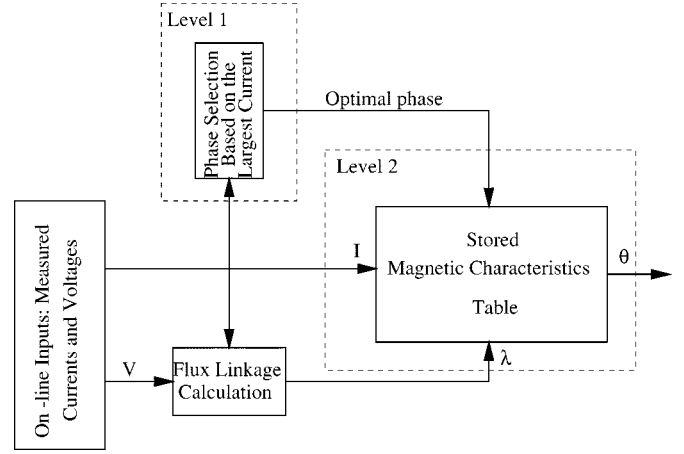 Level 1
Phase Selection
Based on the
Largest Current
Optimal phase
Level 2
On -line Inputs: Measured
Currents and Voltages
I
Stored
Magnetic Characteristics
Table
θ
V
Flux Linkage
Calculation
λ